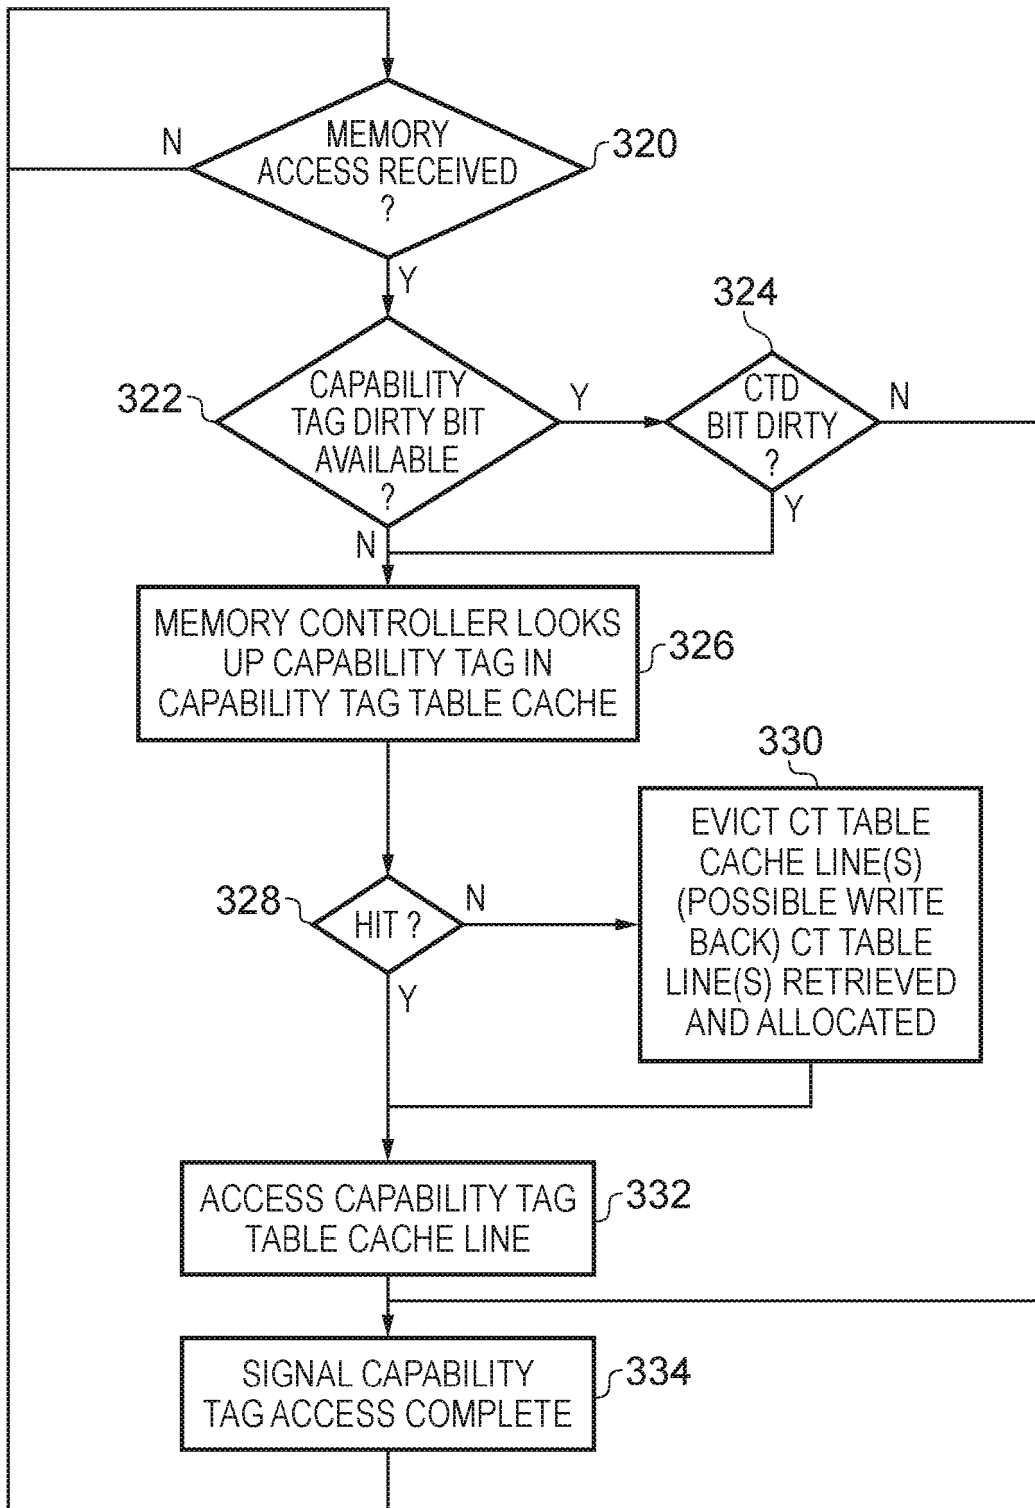 MEMORY
ACCESS RECEIVED
?
320
N
Y
324
322
CAPABILITY
TAG DIRTY BIT
AVAILABLE
?
Y
CTD
BIT DIRTY
?
N
Y
N
MEMORY CONTROLLER LOOKS
UP CAPABILITY TAG IN
CAPABILITY TAG TABLE CACHE
326
330
328
HIT ?
N
Y
EVICT CT TABLE
CACHE LINE(S)
(POSSIBLE WRITE
BACK) CT TABLE
LINE(S) RETRIEVED
AND ALLOCATED
ACCESS CAPABILITY TAG
TABLE CACHE LINE
332
SIGNAL CAPABILITY
TAG ACCESS COMPLETE
334